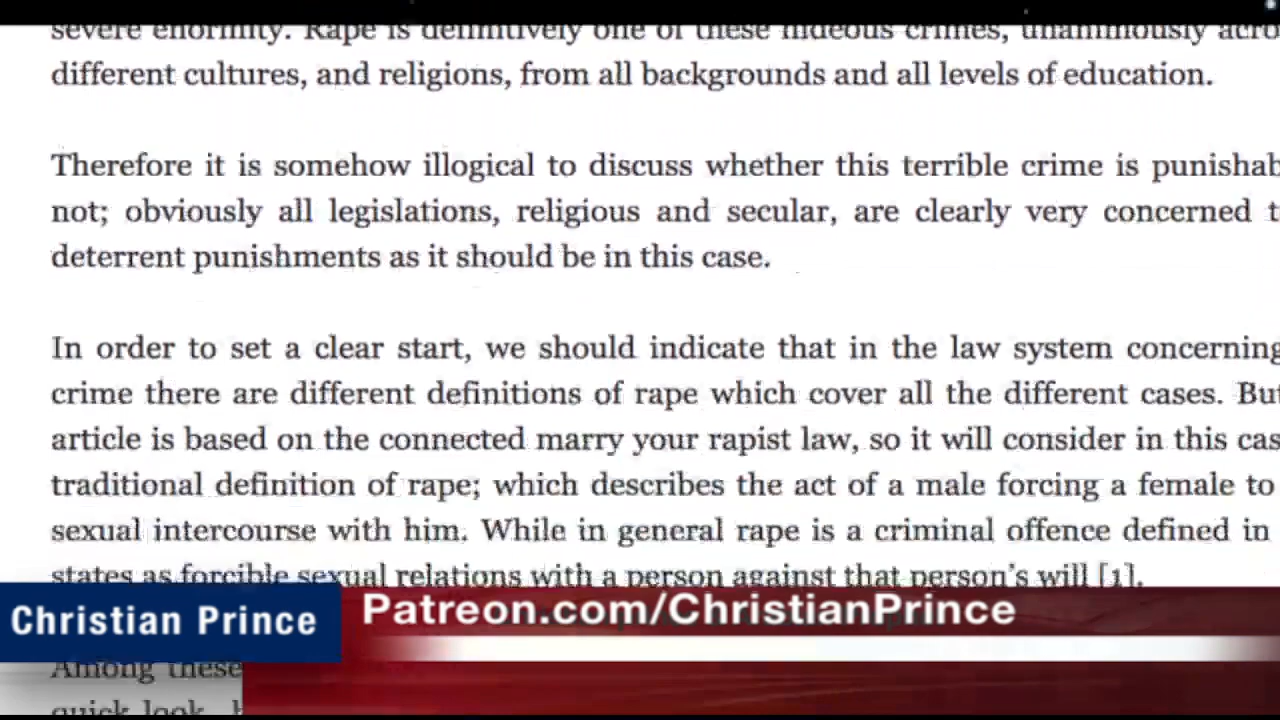 severe enormity. Rape is definitively one of these hideous crimes, unanimously acro
different cultures, and religions, from all backgrounds and all levels of education.
Therefore it is somehow illogical to discuss whether this terrible crime is punishab
not; obviously all legislations, religious and secular, are clearly very concerned t
deterrent punishments as it should be in this case.
In order to set a clear start, we should indicate that in the law system concerning
crime there are different definitions of rape which cover all the different cases. But
article is based on the connected marry your rapist law, so it will consider in this cas
traditional definition of rape; which describes the act of a male forcing a female to
sexual intercourse with him. While in general rape is a criminal offence defined in
states as forcible sexual relations with a person against that person's will [1].
Christian Prince
Patreon.com/ChristianPrince
Among these
quick look